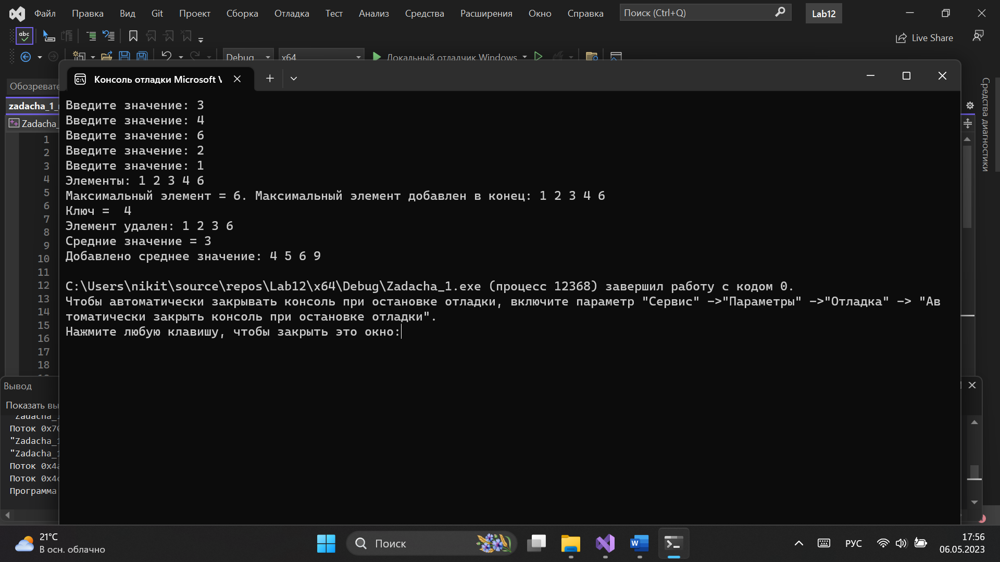 Файл Правка Вид Git Проект Сборка Отладка Тест Анализ Средства Расширения Окно Справка Поиск (Ctrl+Q) Lab12
abc Live Share
Debug x64 Локальный отладчик Windows
Консоль отладки Microsoft
Обозревате
zadacha_1_
Zadacha_
Средства диагностики
1
2
3
4
5
6
7
8
9
10
11
12
13
14
15
16
17
18
Введите значение: 3
Введите значение: 4
Введите значение: 6
Введите значение: 2
Введите значение: 1
Элементы: 1 2 3 4 6
Максимальный элемент = 6. Максимальный элемент добавлен в конец: 1 2 3 4 6
Ключ =  4
Элемент удален: 1 2 3 6
Средние значение = 3
Добавлено среднее значение: 4 5 6 9
C:\Users\nikit\source\repos\Lab12\x64\Debug\Zadacha_1.exe (процесс 12368) завершил работу с кодом 0.
Чтобы автоматически закрывать консоль при остановке отладки, включите параметр "Сервис" ->"Параметры" ->"Отладка" -> "Ав
томатически закрыть консоль при остановке отладки".
Нажмите любую клавишу, чтобы закрыть это окно:
Вывод
Показать вы
"Zadacha_1
Поток 0x70
"Zadacha_1
"Zadacha_1
Поток 0x4a
Поток 0x4c
Программа
21°C
В осн. облачно
Поиск
W
РУС
17:56
06.05.2023